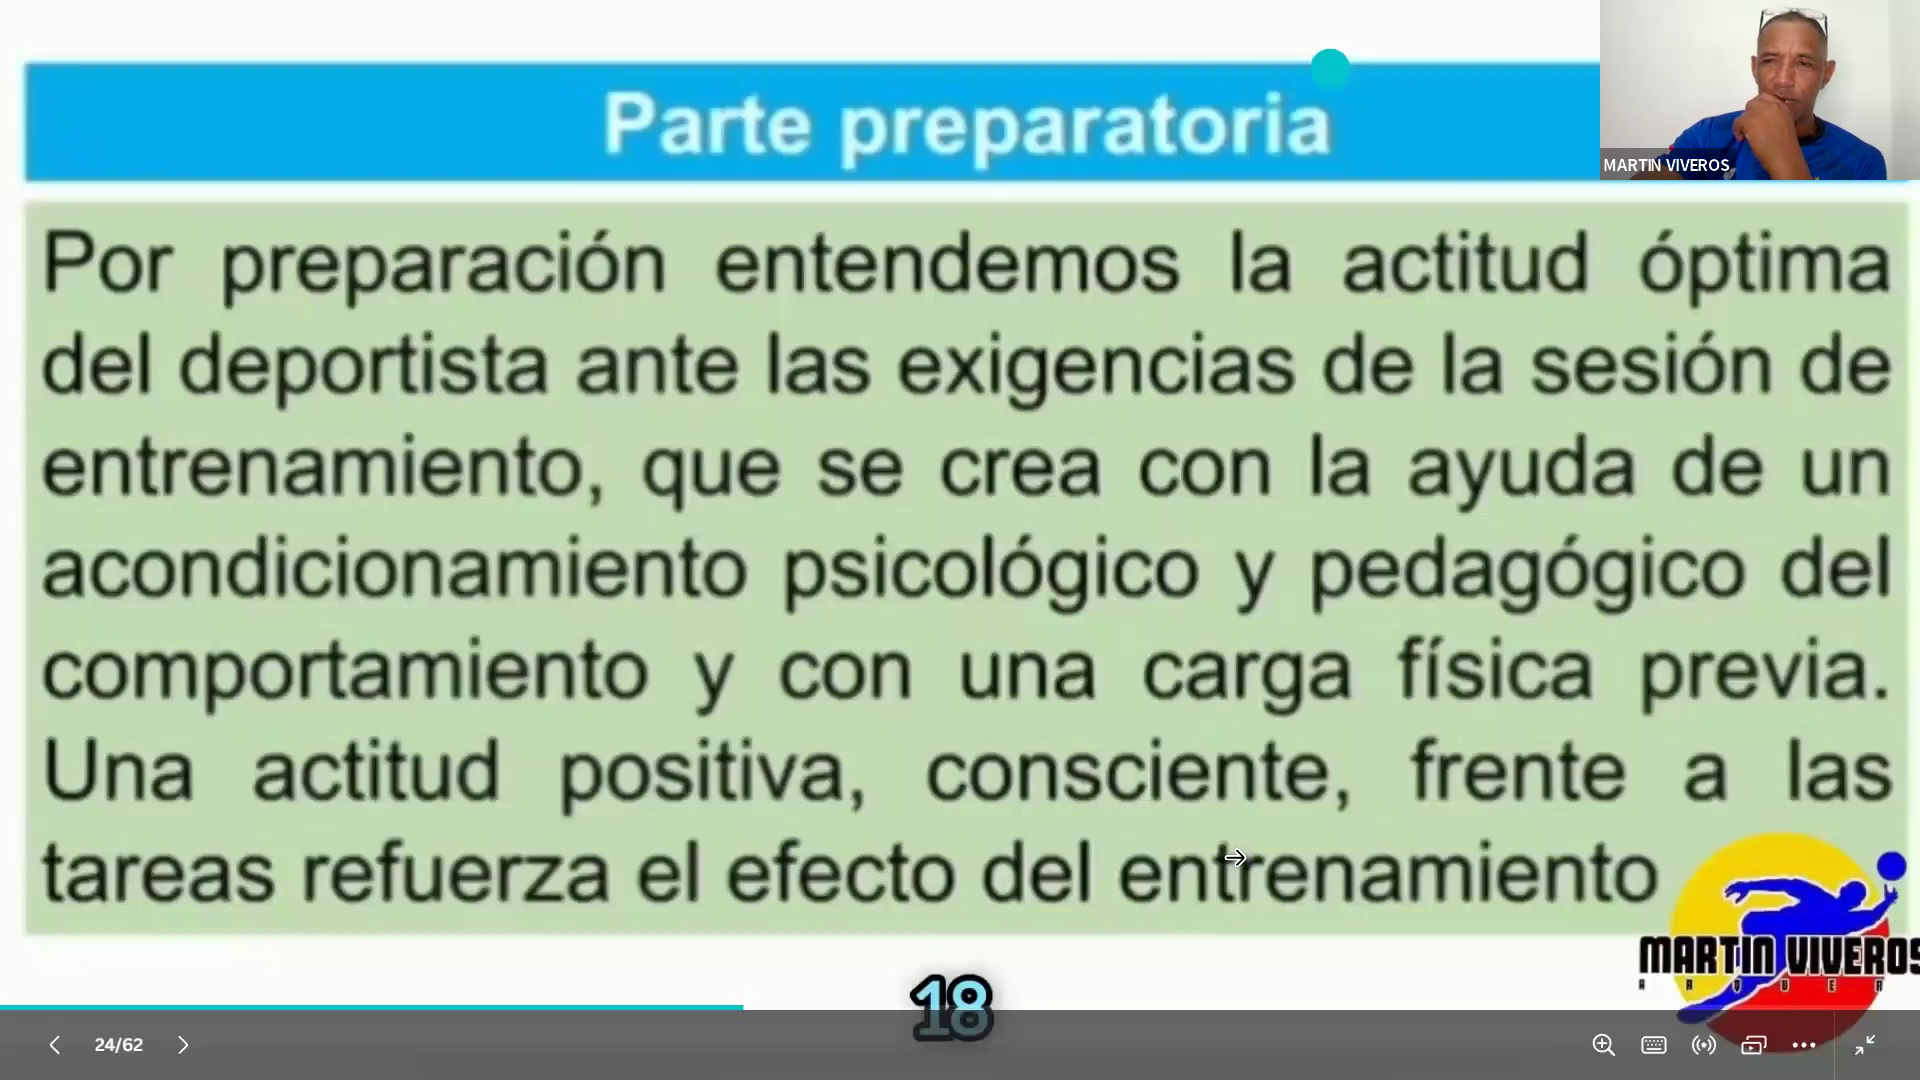 Parte preparatoria
MARTIN VIVEROS
Por preparación entendemos la actitud óptima
del deportista ante las exigencias de la sesión de
entrenamiento, que se crea con la ayuda de un
acondicionamiento psicológico y pedagógico del
comportamiento y con una carga física previa.
Una actitud positiva, consciente, frente a las
tareas refuerza el efecto del entrenamiento
MARTIN VIVEROS
18
24/62